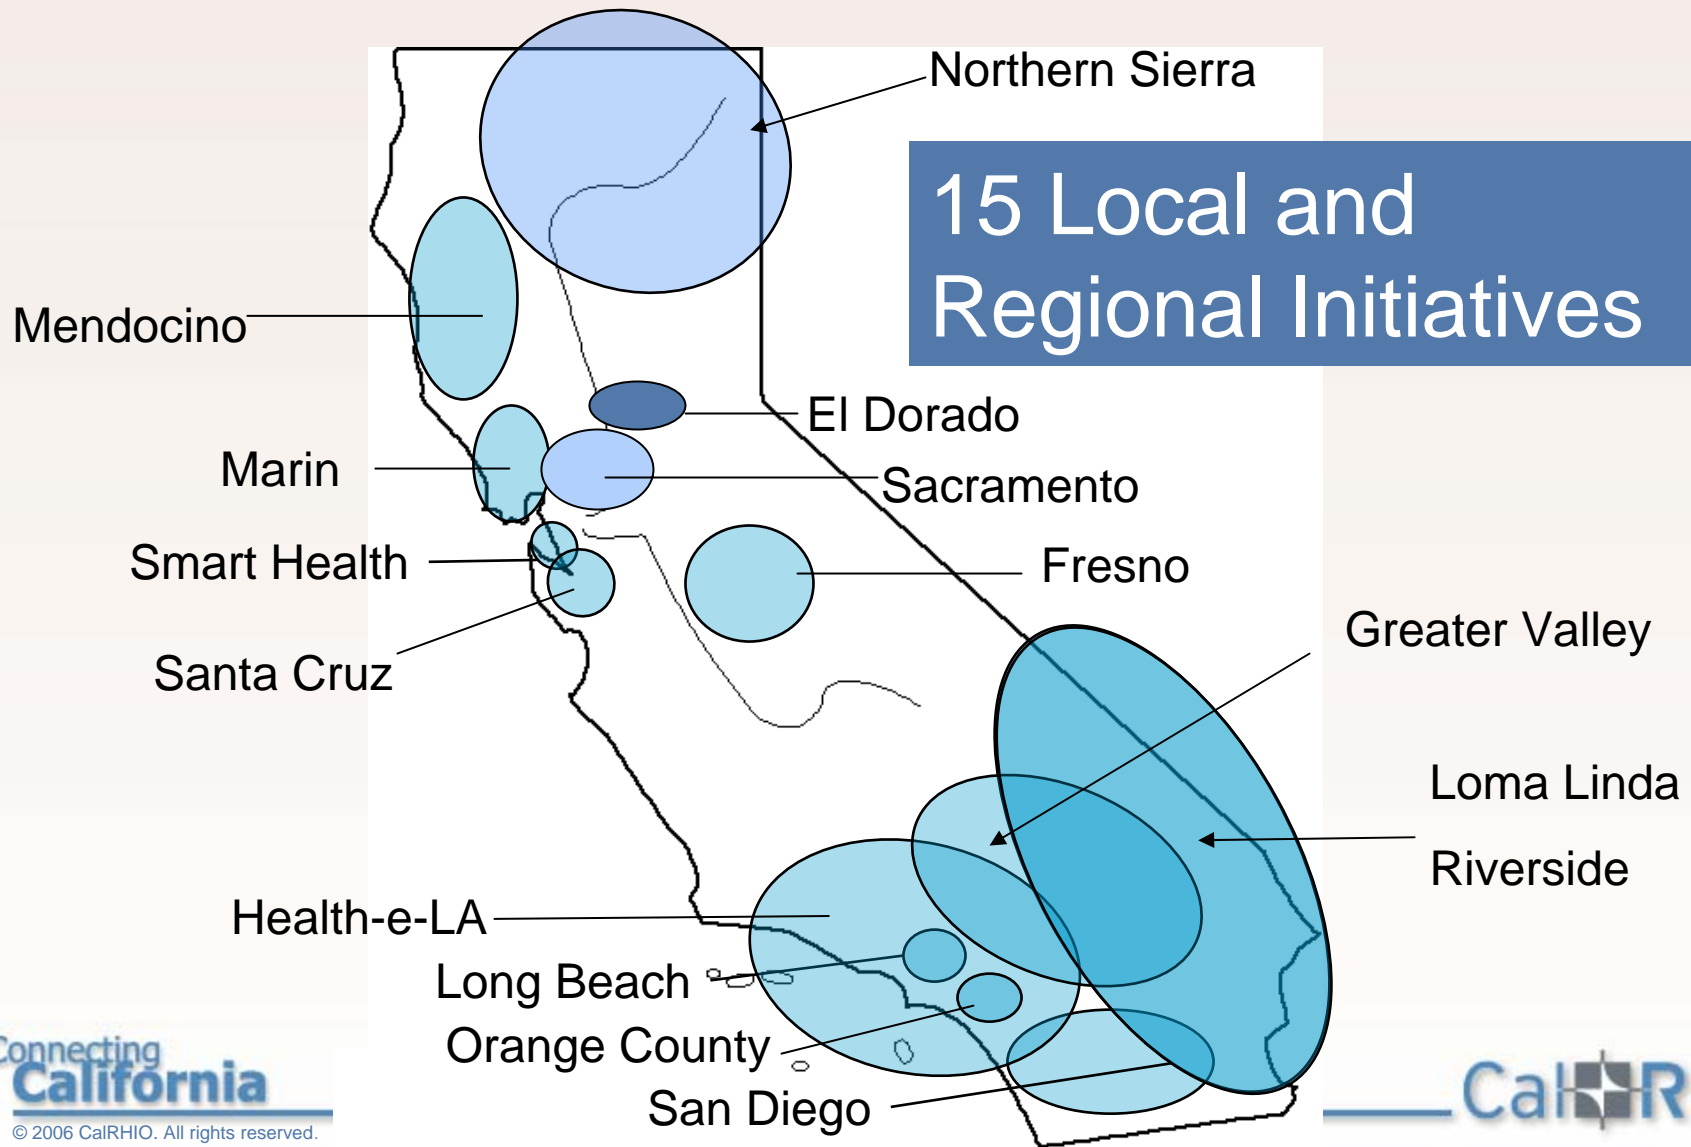 Northern Sierra
15 Local and
Regional Initiatives
Mendocino
El Dorado
Marin
Sacramento
Smart Health
Fresno
Greater Valley
Santa Cruz
Loma Linda
Riverside
Health-e-LA
Long Beach
Orange County
San Diego
Connecting
California
© 2006 CalRHIO. All rights reserved.
Cal R